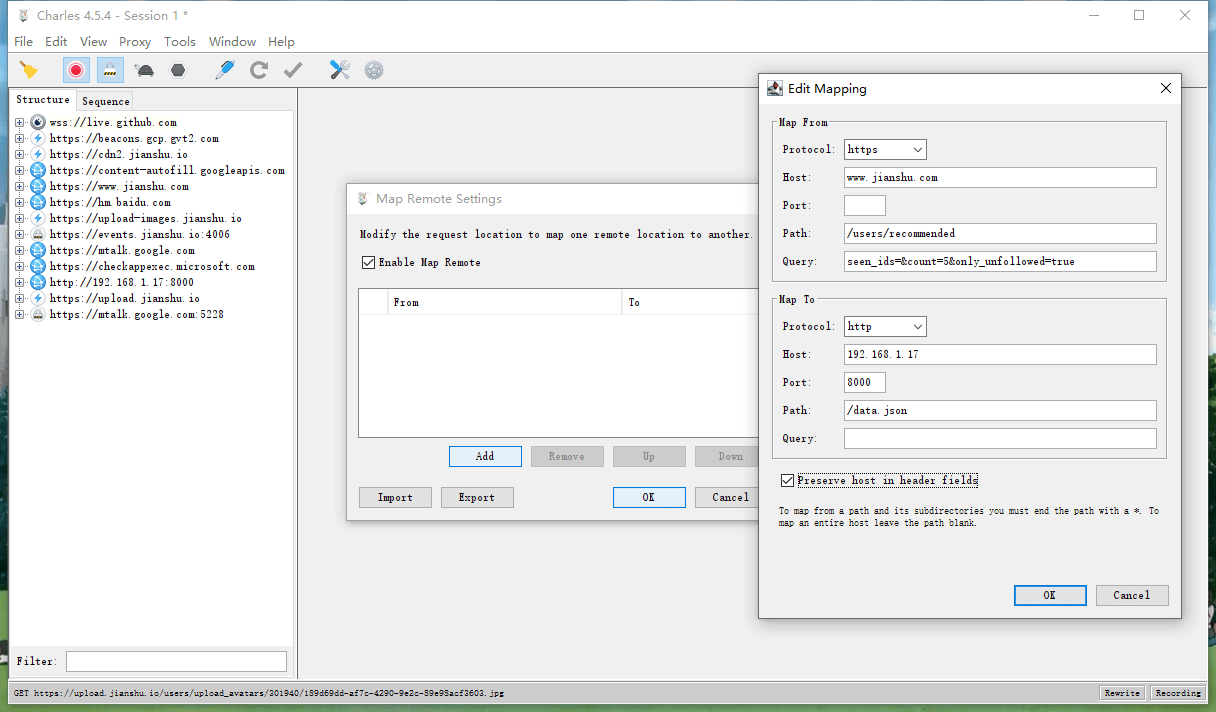 Charles 4.5.4 - Session 1 *
File Edit View Proxy Tools Window Help
Structure Sequence
wss://live.github.com
https://beacons.gcp.gvt2.com
https://cdn2.jianshu.io
https://content-autofill.googleapis.com
https://www.jianshu.com
https://hm.baidu.com
https://upload-images.jianshu.io
https://events.jianshu.io:4006
https://mtalk.google.com
https://checkappexec.microsoft.com
http://192.168.1.17:8000
https://upload.jianshu.io
https://mtalk.google.com:5228
Filter:
Map Remote Settings
Modify the request location to map one remote location to another.
Enable Map Remote
From To
Add Remove Up Down
Import Export OK Cancel
Edit Mapping
Map From
Protocol: https
Host: www.jianshu.com
Port:
Path: /users/recommended
Query: seen_ids=&count=5&only_unfollowed=true
Map To
Protocol: http
Host: 192.168.1.17
Port: 8000
Path: /data.json
Query:
Preserve host in header fields
To map from a path and its subdirectories you must end the path with a *. To
map an entire host leave the path blank.
OK Cancel
GET https://upload.jianshu.io/users/upload_avatars/301940/189d69dd-af7c-4290-9e2c-89e98acf3603.jpg
Rewrite Recording